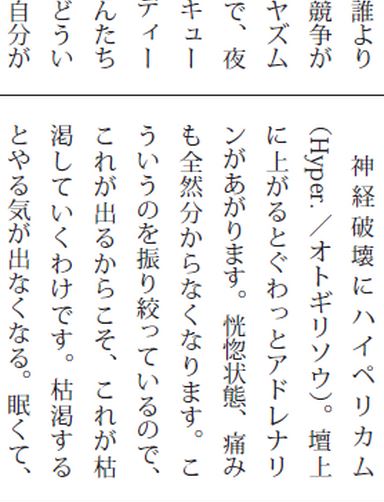 誰より
競争が
ヤズム
で、夜
キュー
ディー
んたち
どうい
自分が
神経破壊にハイペリカム
（Hyper.／オトギリソウ）。壇上
に上がるとぐわっとアドレナリ
ンがあがります。恍惚状態、痛み
も全然分からなくなります。こ
ういうのを振り絞っているので、
これが出るからこそ、これが枯
渇していくわけです。枯渇する
とやる気が出なくなる。眠くて、